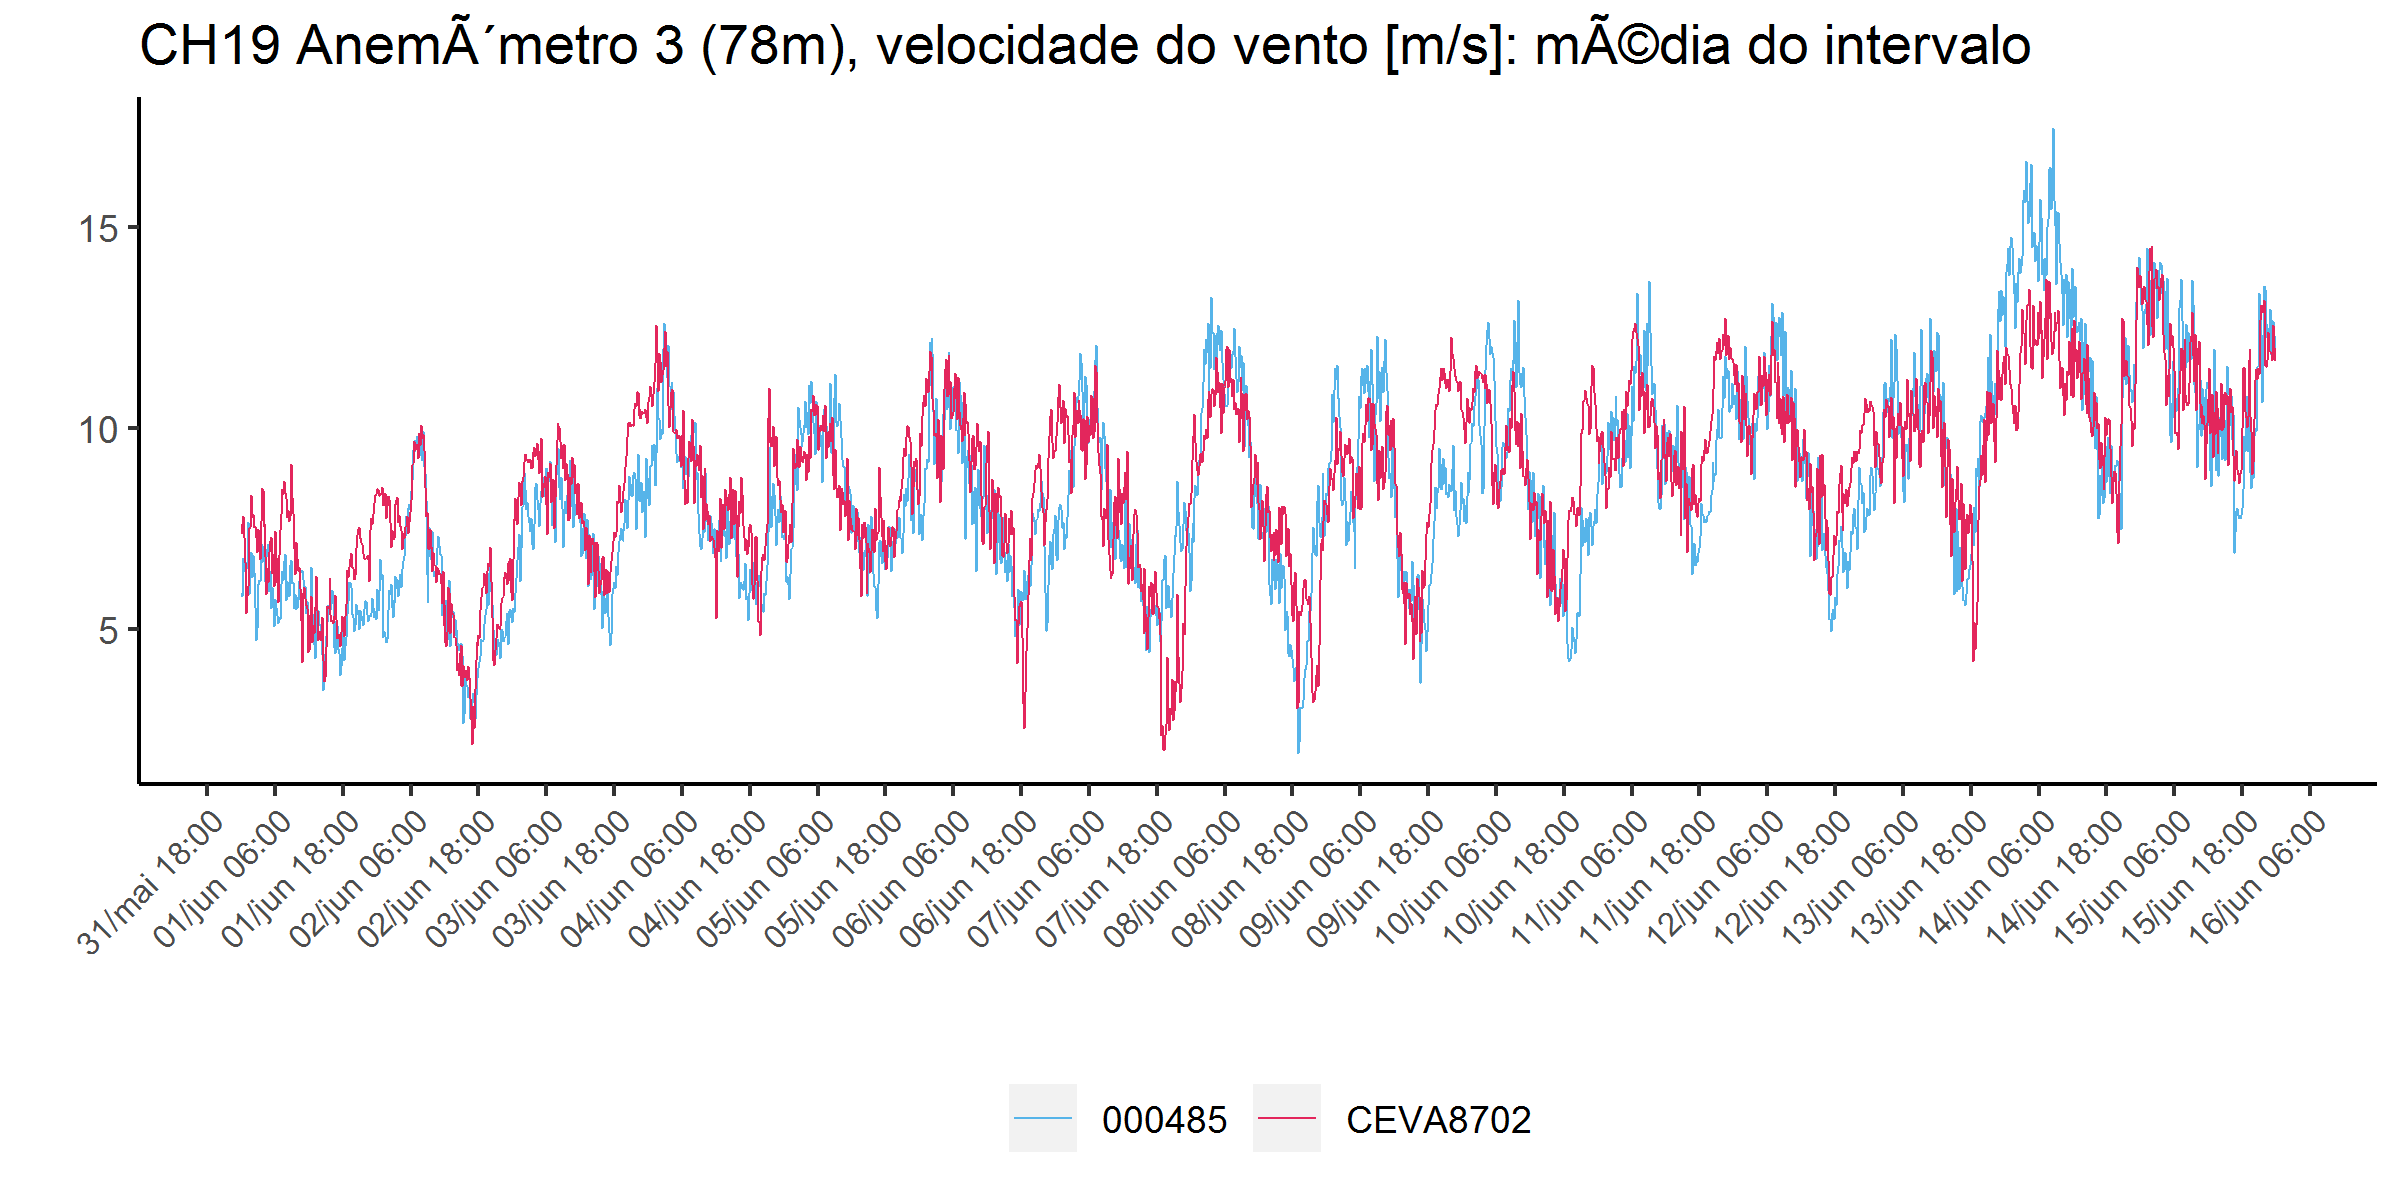 CH19 AnemÃ´metro 3 (78m), velocidade do vento [m/s]: mÃ©dia do intervalo
15
10
5
31/mai 18:00
01/jun 06:00
01/jun 18:00
02/jun 06:00
02/jun 18:00
03/jun 06:00
03/jun 18:00
04/jun 06:00
04/jun 18:00
05/jun 06:00
05/jun 18:00
06/jun 06:00
06/jun 18:00
07/jun 06:00
07/jun 18:00
08/jun 06:00
08/jun 18:00
09/jun 06:00
09/jun 18:00
10/jun 06:00
10/jun 18:00
11/jun 06:00
11/jun 18:00
12/jun 06:00
12/jun 18:00
13/jun 06:00
13/jun 18:00
14/jun 06:00
14/jun 18:00
15/jun 06:00
15/jun 18:00
16/jun 06:00
000485
CEVA8702